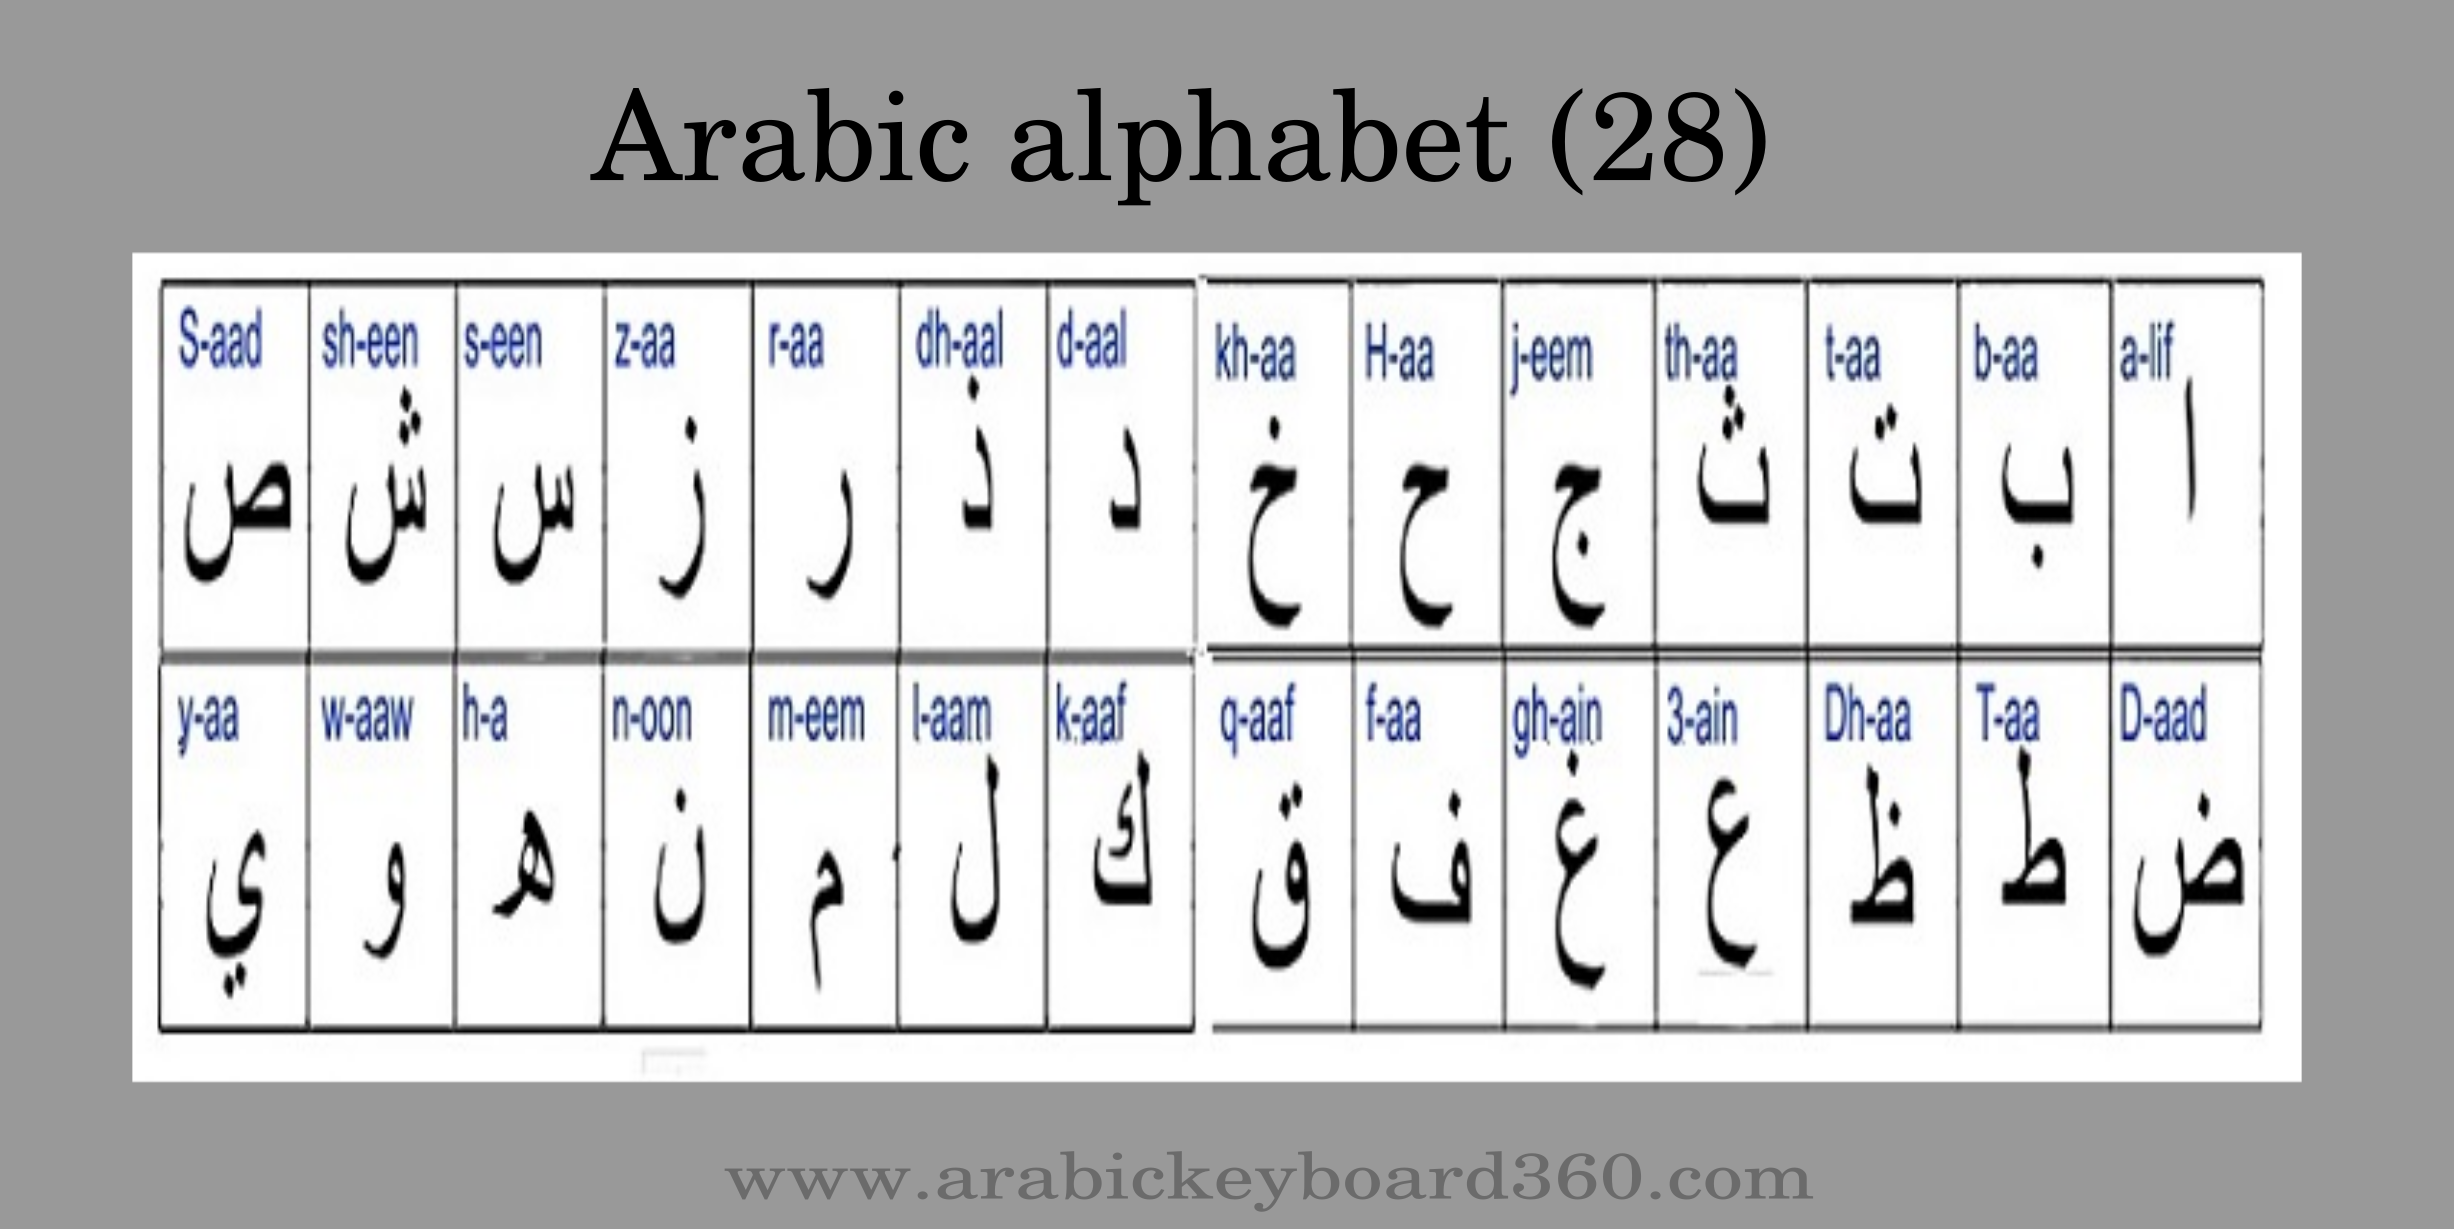 Arabic alphabet (28)
a-lif b-aa t-aa th-aa j-eem H-aa kh-aa d-aal dh-aal r-aa z-aa s-een sh-een S-aad
ا ب ت ث ج ح خ د ذ ر ز س ش ص
D-aad T-aa Dh-aa 3-ain gh-ain f-aa q-aaf k-aaf l-aam m-eem n-oon h-a w-aaw y-aa
ض ط ظ ع غ ف ق ك ل م ن ه و ي
www.arabickeyboard360.com